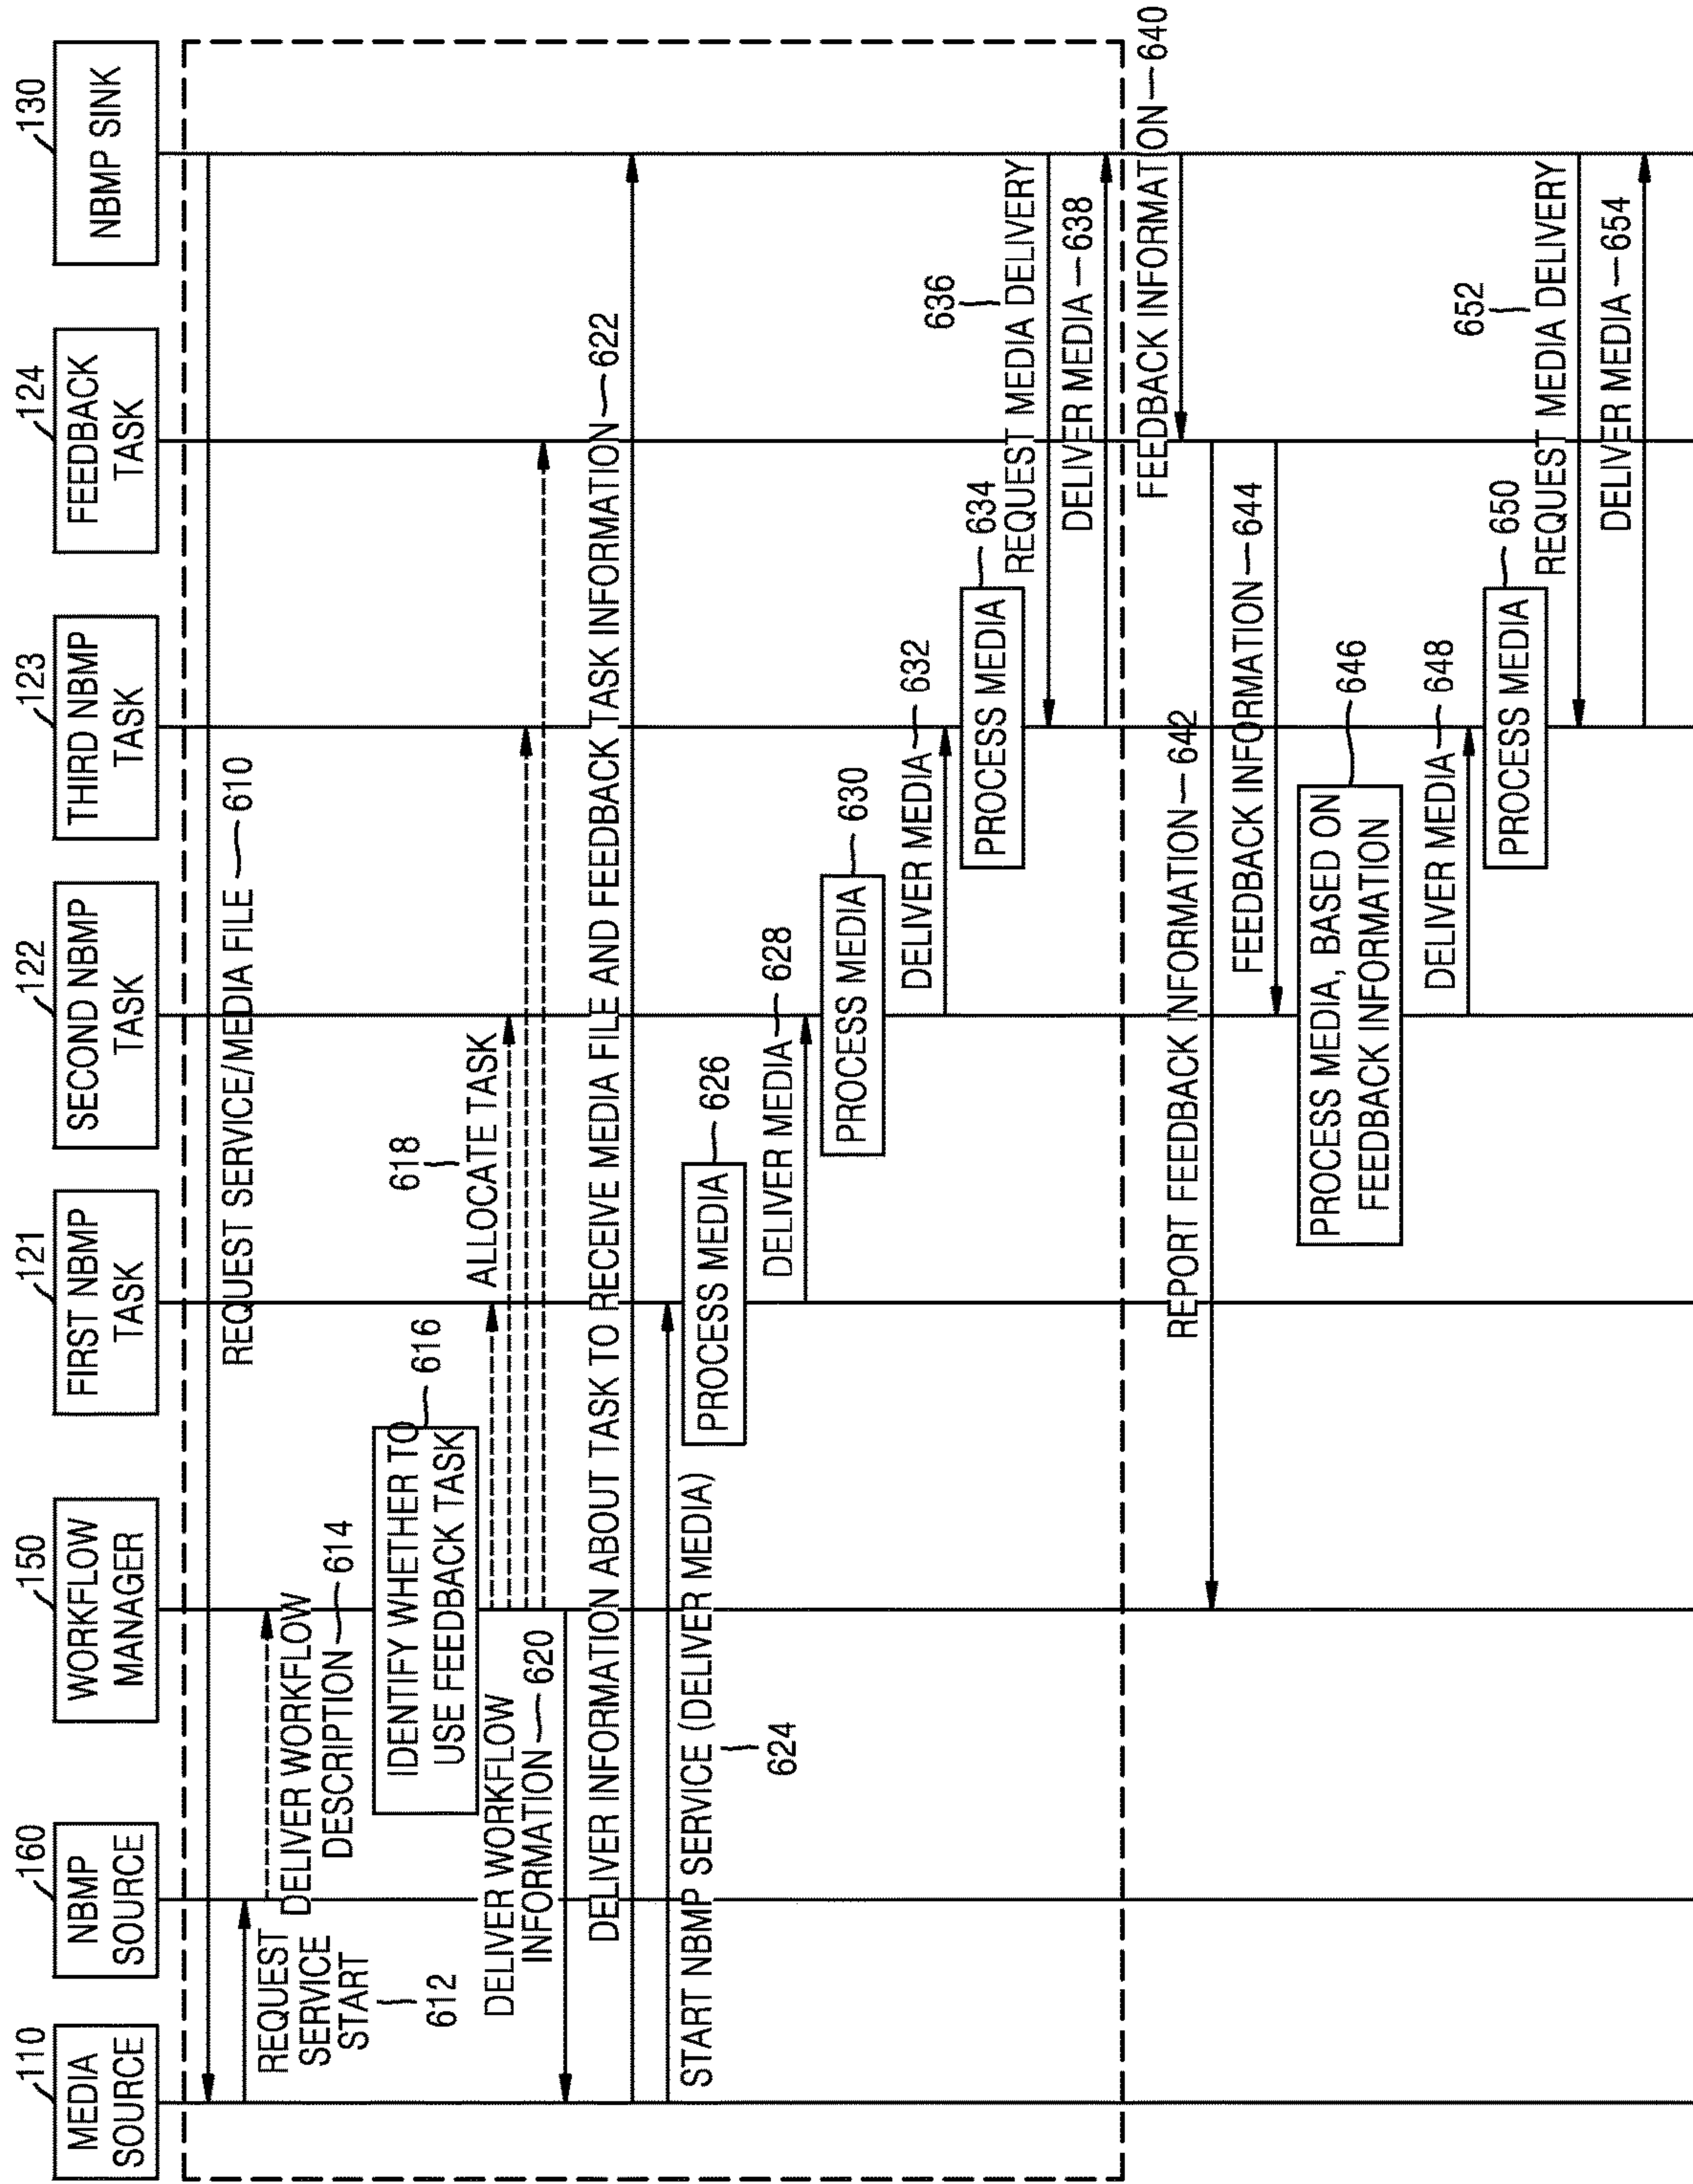 110
MEDIA
SOURCE
160
NBMP
SOURCE
150
WORKFLOW
MANAGER
121
FIRST NBMP
TASK
122
SECOND NBMP
TASK
123
THIRD NBMP
TASK
124
FEEDBACK
TASK
130
NBMP SINK
REQUEST SERVICE/MEDIA FILE 610
REQUEST
SERVICE
START
612
DELIVER WORKFLOW
DESCRIPTION 614
IDENTIFY WHETHER TO
USE FEEDBACK TASK
616
618
ALLOCATE TASK
DELIVER WORKFLOW
INFORMATION 620
DELIVER INFORMATION ABOUT TASK TO RECEIVE MEDIA FILE AND FEEDBACK TASK INFORMATION 622
START NBMP SERVICE (DELIVER MEDIA)
624
PROCESS MEDIA 626
DELIVER MEDIA 628
PROCESS MEDIA 630
DELIVER MEDIA 632
PROCESS MEDIA 634
636
REQUEST MEDIA DELIVERY
DELIVER MEDIA 638
FEEDBACK INFORMATION 640
REPORT FEEDBACK INFORMATION 642
FEEDBACK INFORMATION 644
PROCESS MEDIA, BASED ON
FEEDBACK INFORMATION
646
DELIVER MEDIA 648
PROCESS MEDIA 650
652
REQUEST MEDIA DELIVERY
DELIVER MEDIA 654